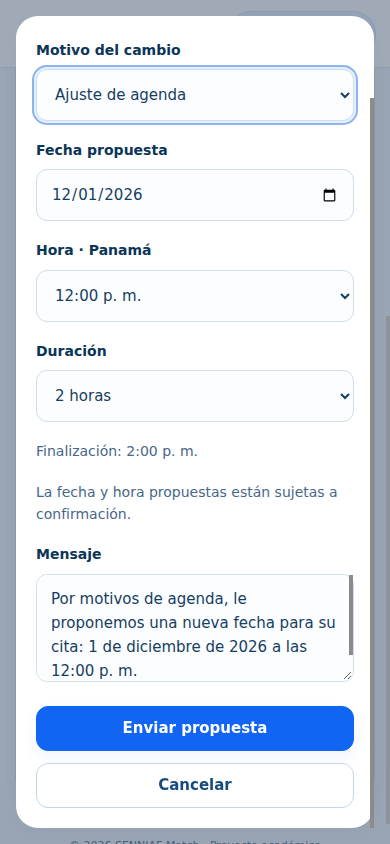 Motivo del cambio
Ajuste de agenda
Fecha propuesta
12/01/2026
Hora · Panamá
12:00 p. m.
Duración
2 horas
Finalización: 2:00 p. m.
La fecha y hora propuestas están sujetas a
confirmación.
Mensaje
Por motivos de agenda, le
proponemos una nueva fecha para su
cita: 1 de diciembre de 2026 a las
12:00 p. m.
Enviar propuesta
Cancelar